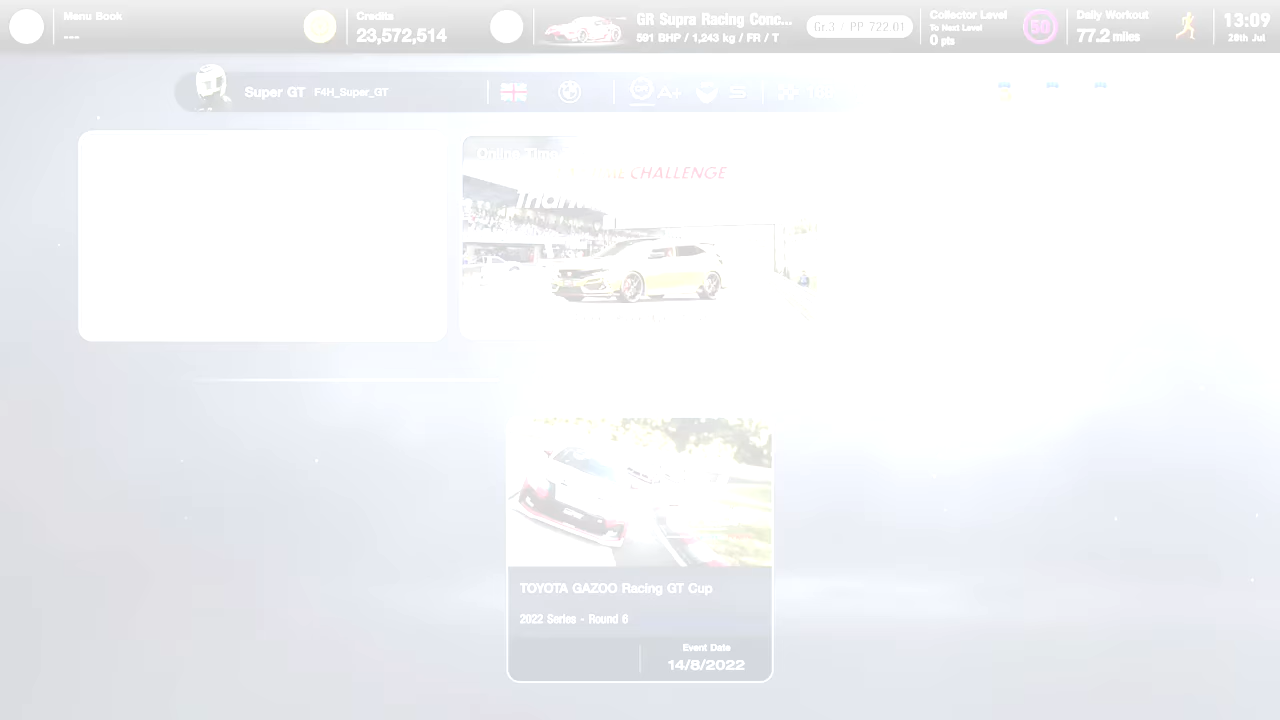 Menu Book
---
Credits
23,572,514
GR Supra Racing Conc...
591 BHP / 1,243 kg / FR / T
Gr.3 / PP 722.01
Collector Level
To Next Level
0 pts
50
Daily Workout
77.2 miles
13:09
28th Jul
Super GT F4H_Super_GT
A+
S
Online Time
CHALLENGE
TOYOTA GAZOO Racing GT Cup
2022 Series - Round 6
Event Date
14/8/2022